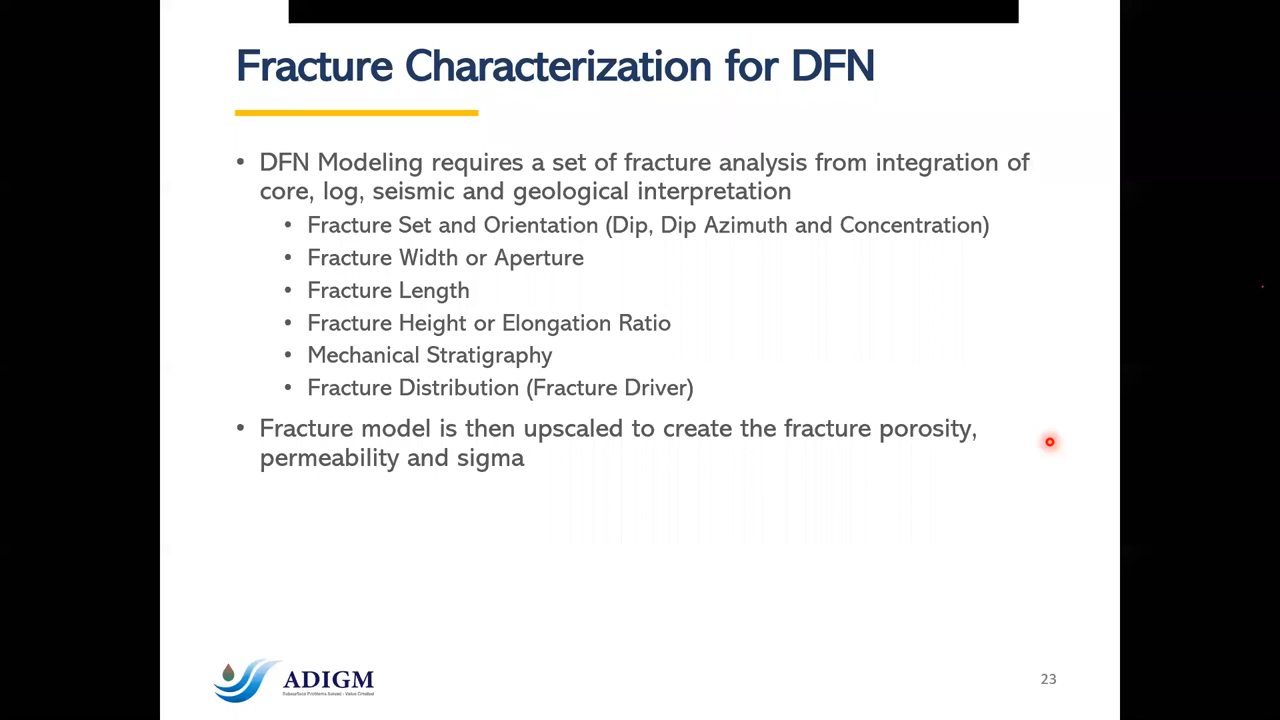 Fracture Characterization for DFN
• DFN Modeling requires a set of fracture analysis from integration of
core, log, seismic and geological interpretation
• Fracture Set and Orientation (Dip, Dip Azimuth and Concentration)
• Fracture Width or Aperture
• Fracture Length
• Fracture Height or Elongation Ratio
• Mechanical Stratigraphy
• Fracture Distribution (Fracture Driver)
• Fracture model is then upscaled to create the fracture porosity,
permeability and sigma
ADIGM
Subsurface Problems Solved - Value Created
23